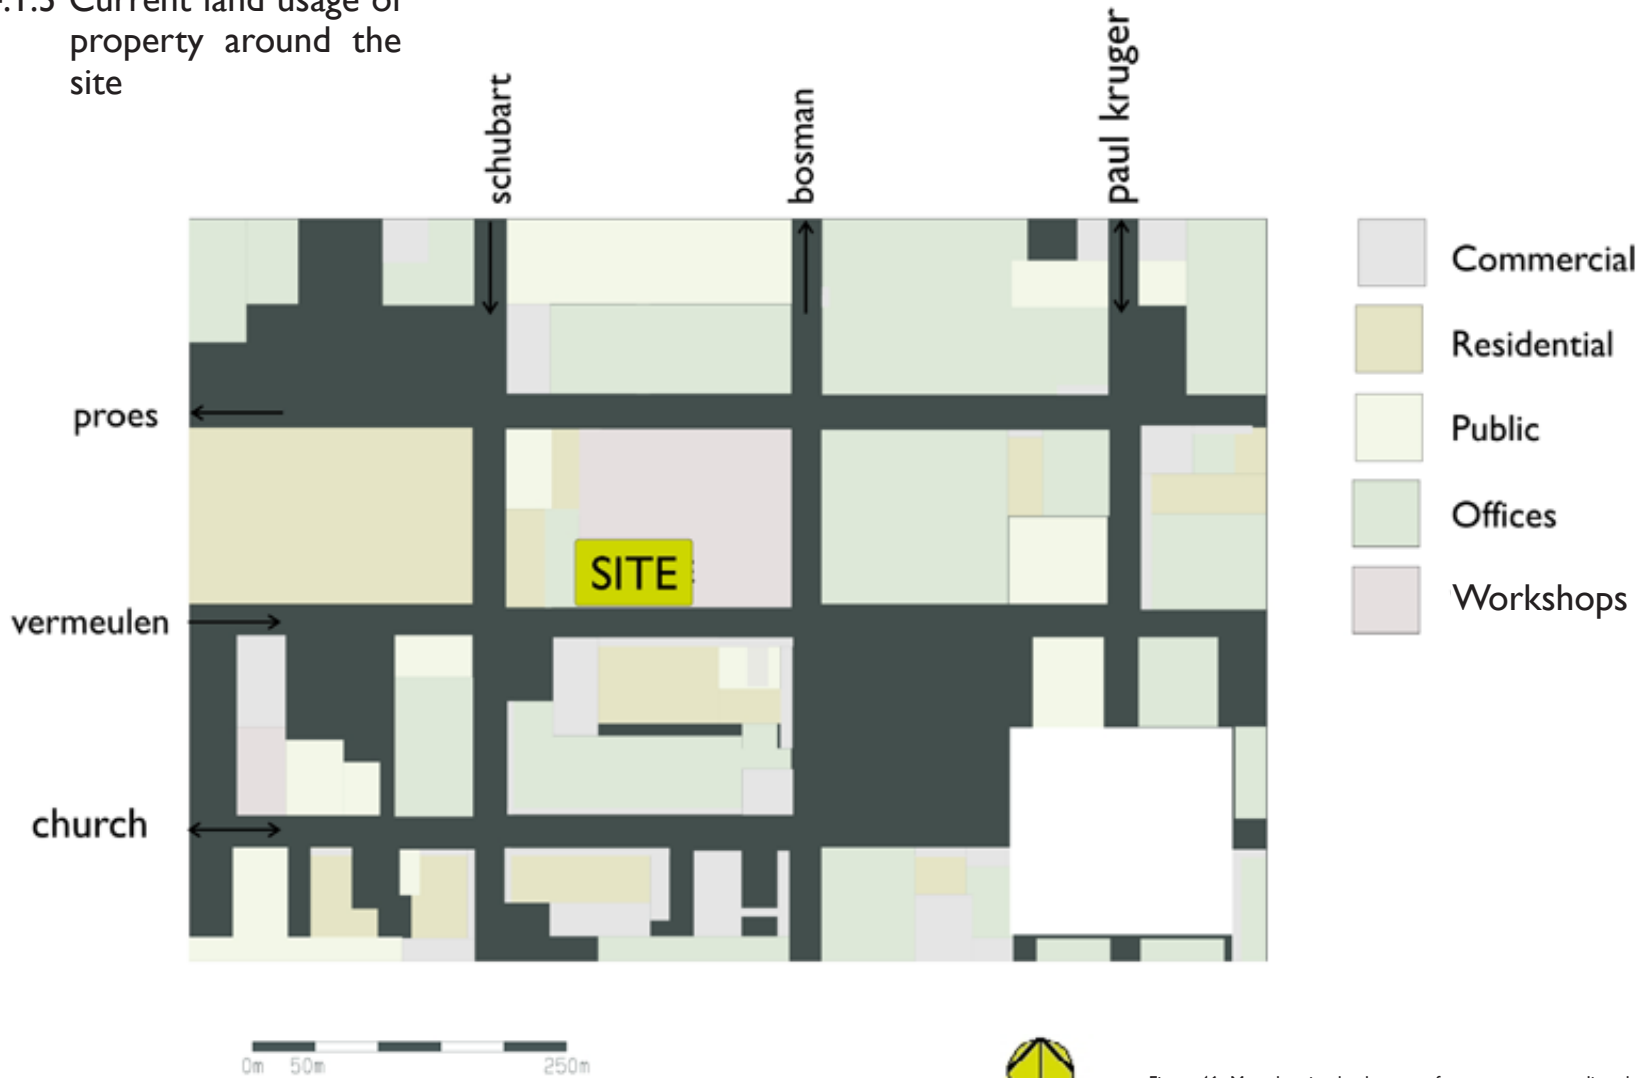 Current land usage of
property around the
site
schubart
bosman
paul kruger
proes
vermeulen
church
SITE
Commercial
Residential
Public
Offices
Workshops
0m 50m 250m